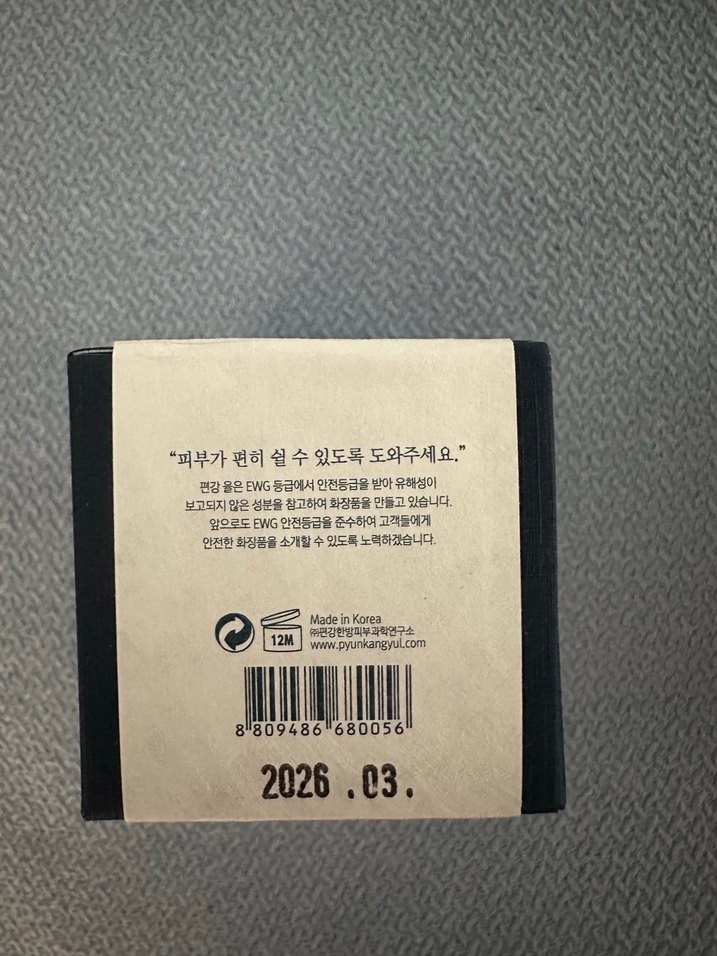 “피부가 편히 쉴 수 있도록 도와주세요.”
편강 율은 EWG 등급에서 안전등급을 받아 유해성이
보고되지 않은 성분을 참고하여 화장품을 만들고 있습니다.
앞으로도 EWG 안전등급을 준수하여 고객들에게
안전한 화장품을 소개할 수 있도록 노력하겠습니다.
12M
Made in Korea
㈜편강한방피부과학연구소
www.pyunkangyul.com
8 809486 680056
2026 .03.